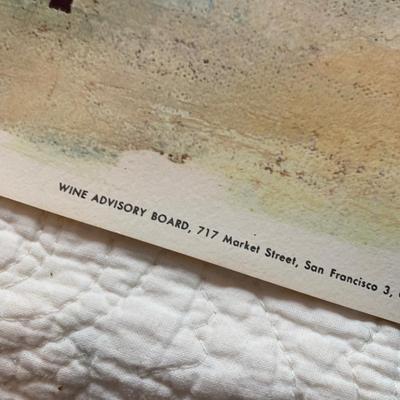 WINE ADVISORY BOARD, 717 Market Street, San Francisco 3,